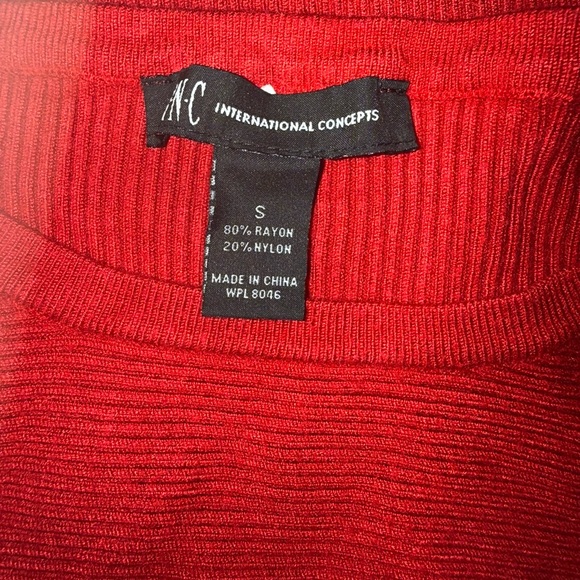 N·C INTERNATIONAL CONCEPTS
S
80% RAYON
20% NYLON
MADE IN CHINA
WPL 8046